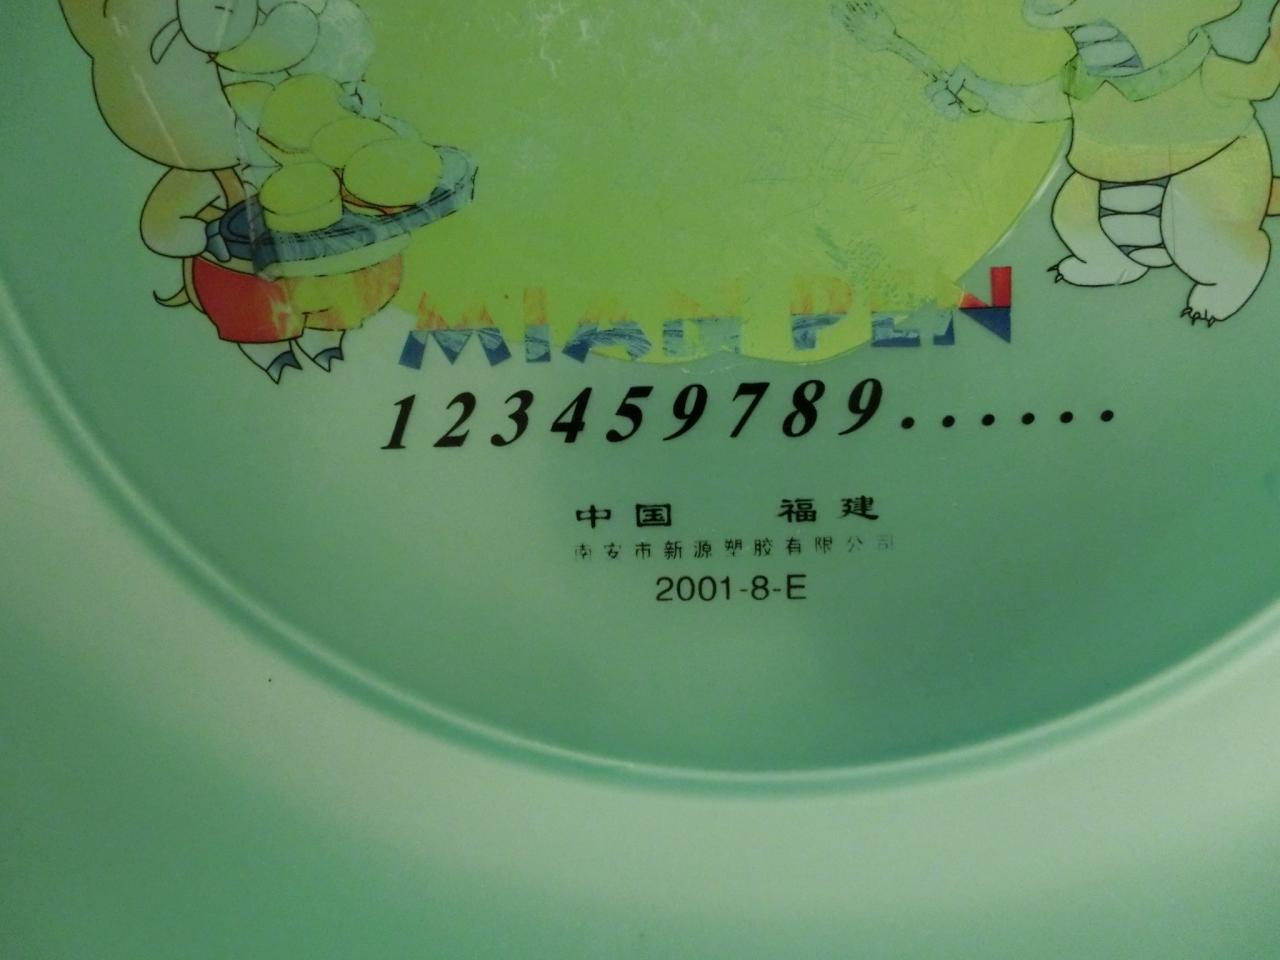 MIAN PEN
123459789......
中国 福建
南安市新源塑胶有限公司
2001-8-E